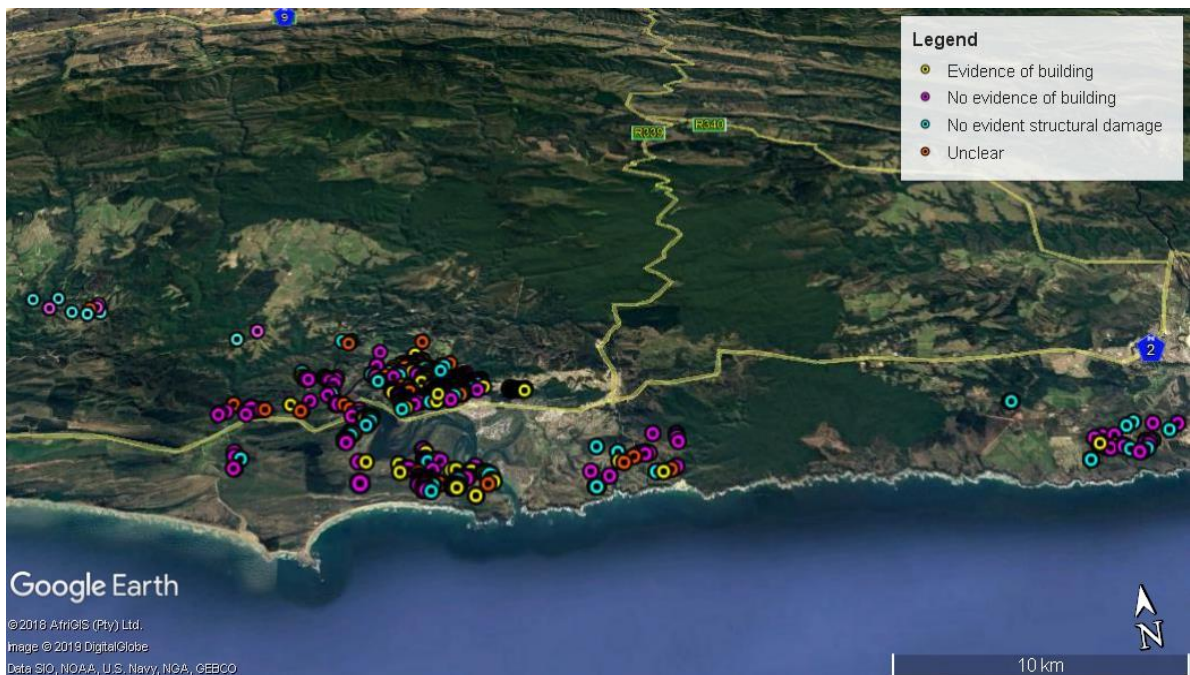 9
Legend
Evidence of building
No evidence of building
No evident structural damage
Unclear
R339
R340
2
Google Earth
© 2018 AfriGIS (Pty) Ltd.
Image © 2019 DigitalGlobe
Data SIO, NOAA, U.S. Navy, NGA, GEBCO
N
10 km